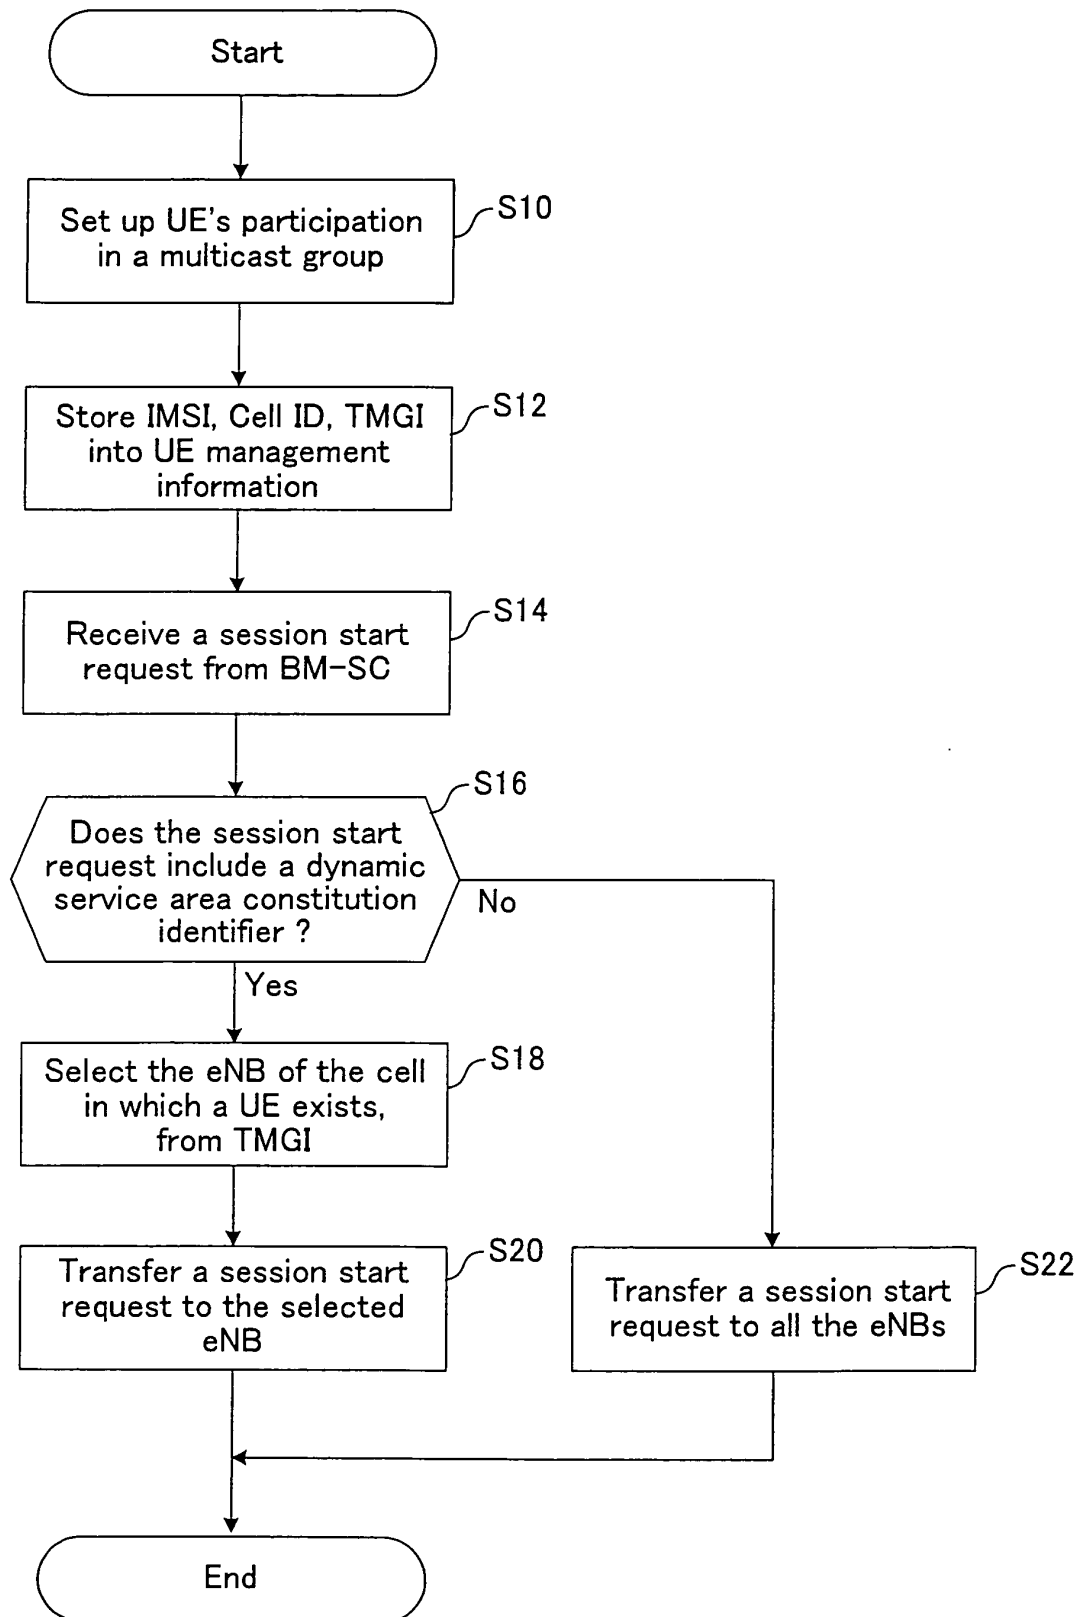 Start
Set up UE's participation
in a multicast group
S10
Store IMSI, Cell ID, TMGI
into UE management
information
S12
Receive a session start
request from BM-SC
S14
Does the session start
request include a dynamic
service area constitution
identifier ?
S16
No
Yes
Select the eNB of the cell
in which a UE exists,
from TMGI
S18
Transfer a session start
request to the selected
eNB
S20
Transfer a session start
request to all the eNBs
S22
End